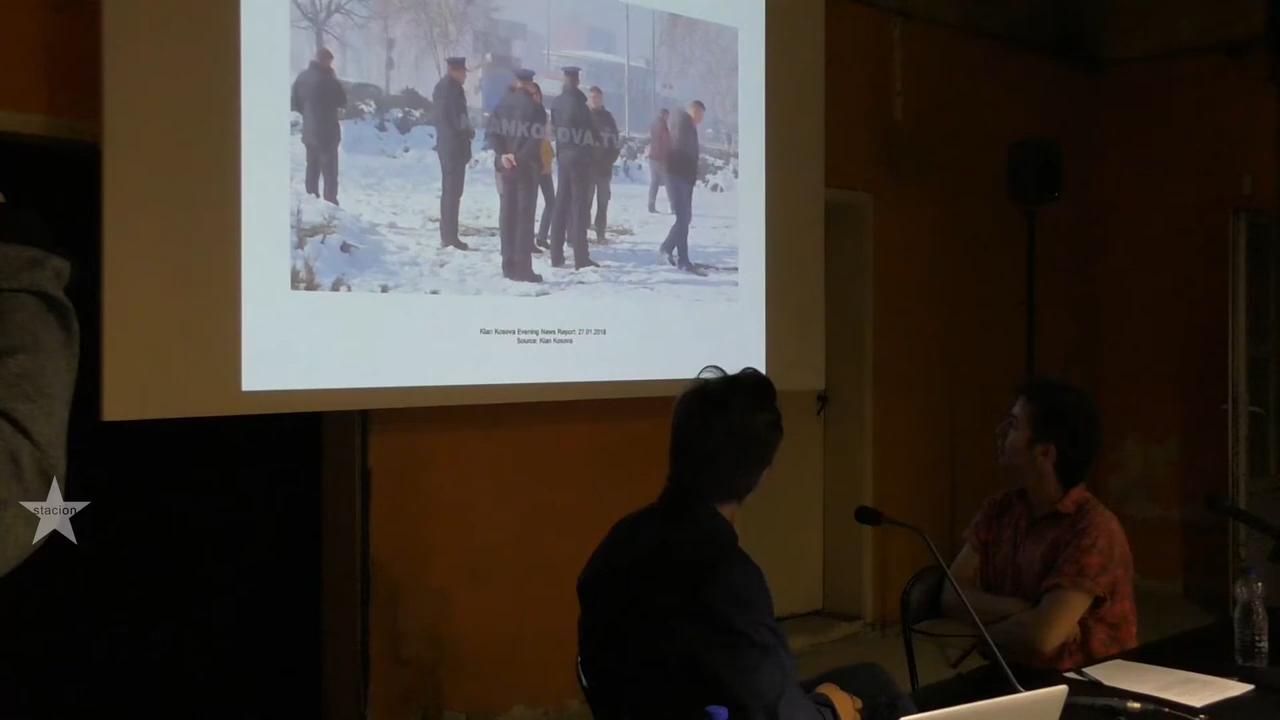 KLANKOSOVA.TV
Klan Kosova Evening News Report: 27.01.2018
Source: Klan Kosova
stacion